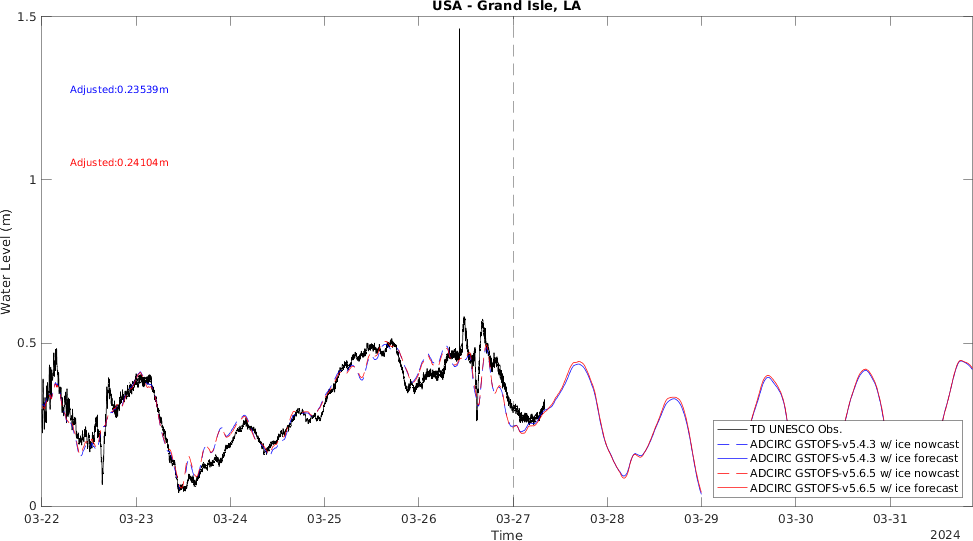 USA - Grand Isle, LA
1.5
Adjusted:0.23539m
Adjusted:0.24104m
1
Water Level (m)
0.5
TD UNESCO Obs.
ADCIRC GSTOFS-v5.4.3 w/ ice nowcast
ADCIRC GSTOFS-v5.4.3 w/ ice forecast
ADCIRC GSTOFS-v5.6.5 w/ ice nowcast
ADCIRC GSTOFS-v5.6.5 w/ ice forecast
0
03-22 03-23 03-24 03-25 03-26 03-27 03-28 03-29 03-30 03-31
Time
2024